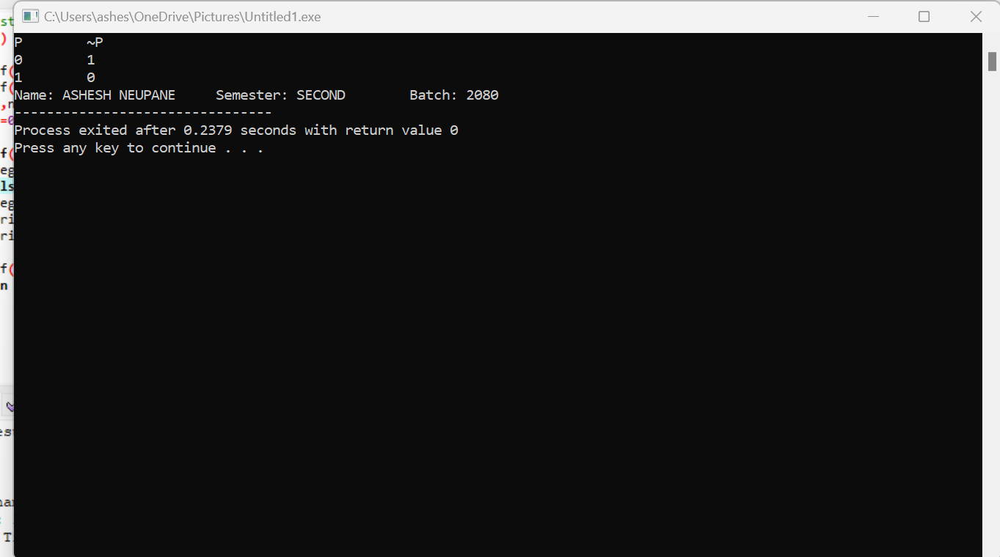 C:\Users\ashes\OneDrive\Pictures\Untitled1.exe
P ~P
0 1
1 0
Name: ASHESH NEUPANE Semester: SECOND Batch: 2080
--------------------------------
Process exited after 0.2379 seconds with return value 0
Press any key to continue . . .